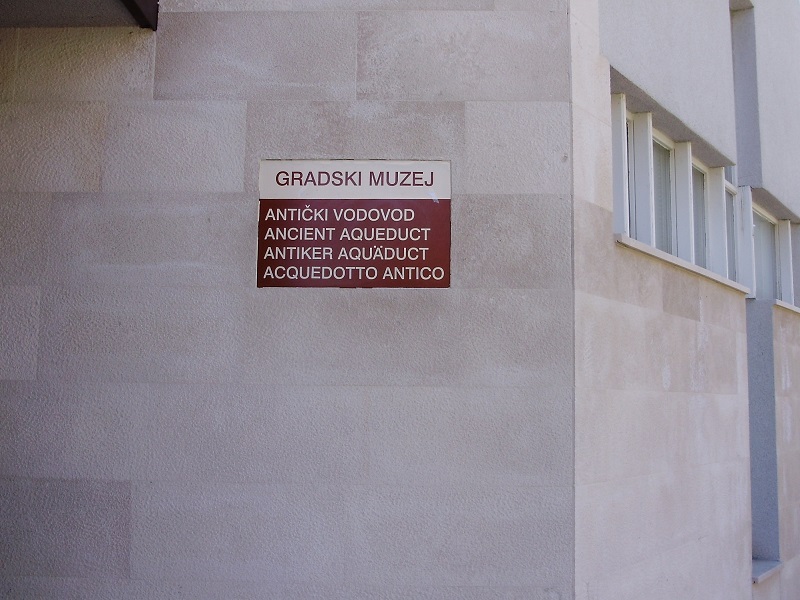 GRADSKI MUZEJ
ANTIČKI VODOVOD
ANCIENT AQUEDUCT
ANTIKER AQUÄDUCT
ACQUEDOTTO ANTICO